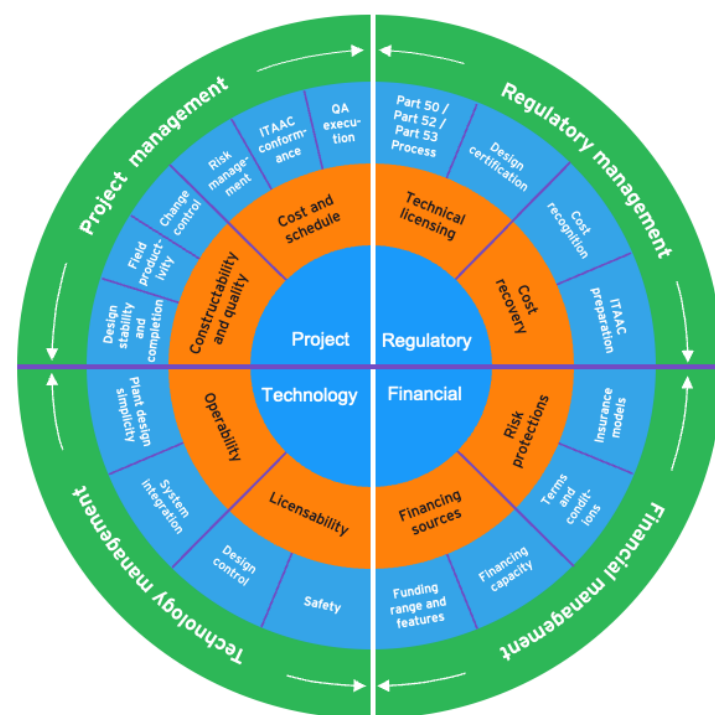 Project management
Regulatory management
Technology management
Financial management
Design
stability
and
completion
Field
product-
ivity
Change
control
Risk
manage-
ment
ITAAC
conform-
ance
QA
execu-
tion
Part 50 /
Part 52 /
Part 53
Process
Design
certification
Cost
recognition
ITAAC
preparation
Constructability
and quality
Cost and
schedule
Technical
licensing
Cost
recovery
Project
Regulatory
Technology
Financial
Operability
Licensability
Financing
sources
Risk
protections
Plant design
simplicity
System
integration
Design
control
Safety
Funding
range and
features
Financing
capacity
Terms
and
condit-
ions
Insurance
models